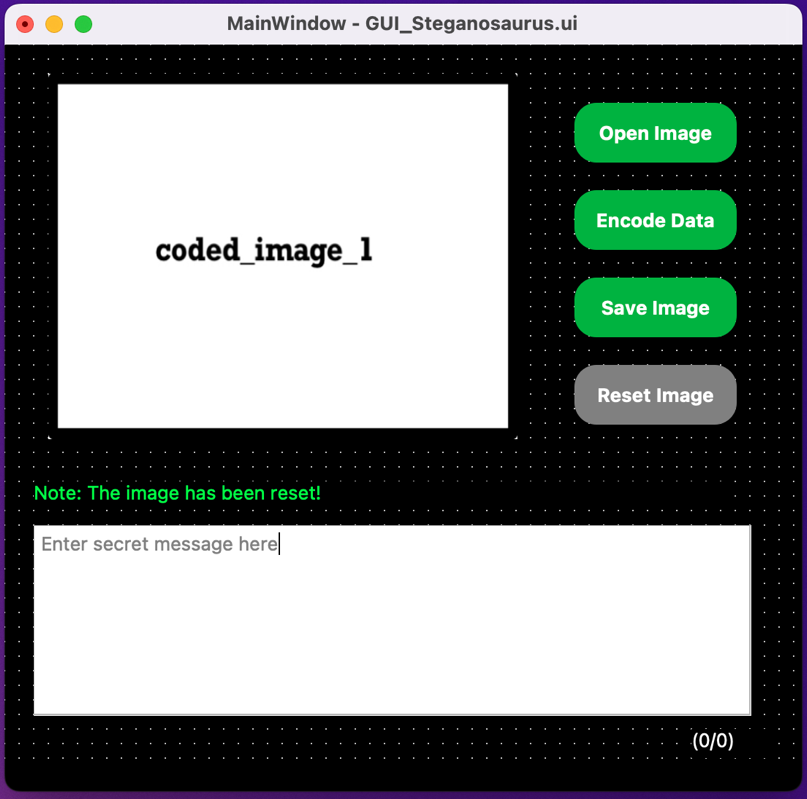 MainWindow - GUI_Steganosaurus.ui
coded_image_1
Open Image
Encode Data
Save Image
Reset Image
Note: The image has been reset!
Enter secret message here
(0/0)